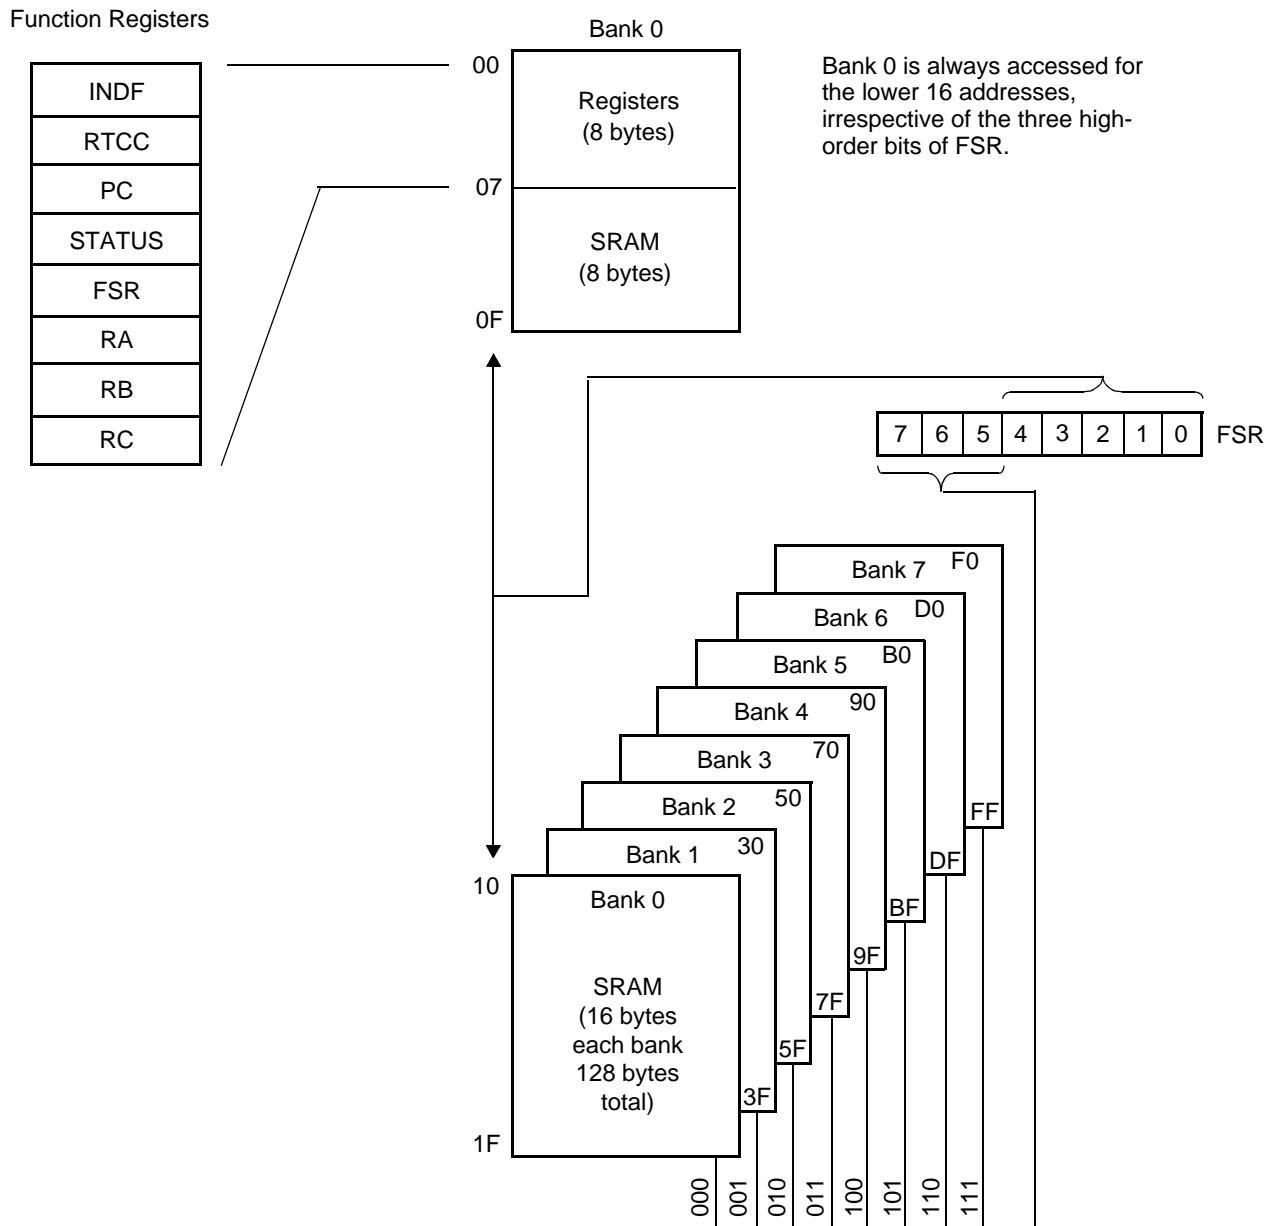 Function Registers
INDF
RTCC
PC
STATUS
FSR
RA
RB
RC
Bank 0
00
Registers
(8 bytes)
07
SRAM
(8 bytes)
0F
Bank 0 is always accessed for
the lower 16 addresses,
irrespective of the three high-
order bits of FSR.
7 6 5 4 3 2 1 0 FSR
Bank 7 F0
Bank 6 D0
Bank 5 B0
Bank 4 90
Bank 3 70
Bank 2 50
Bank 1 30
10
Bank 0
SRAM
(16 bytes
each bank
128 bytes
total)
1F
3F
5F
7F
9F
BF
DF
FF
000
001
010
011
100
101
110
111